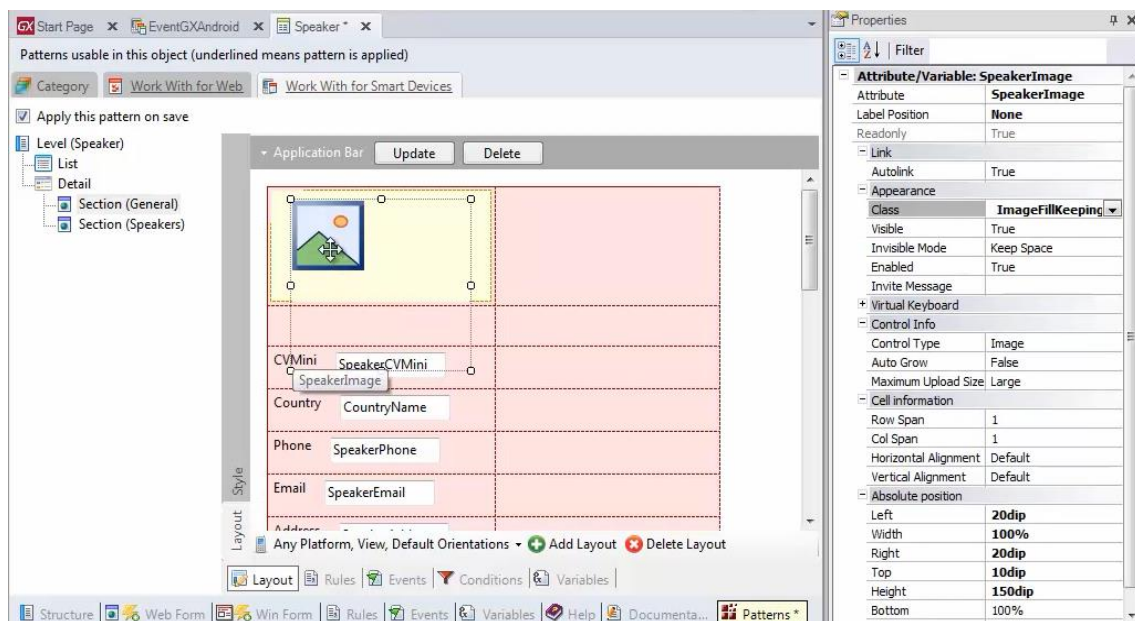 GX Start Page X EventGXAndroid X Speaker * X
Patterns usable in this object (underlined means pattern is applied)
Category Work With for Web Work With for Smart Devices
Apply this pattern on save
Level (Speaker)
List
Detail
Section (General)
Section (Speakers)
Application Bar Update Delete
CVMini SpeakerCVMini
SpeakerImage
Country CountryName
Phone SpeakerPhone
Email SpeakerEmail
Address
Style
Layout
Any Platform, View, Default Orientations Add Layout Delete Layout
Layout Rules Events Conditions Variables
Structure Web Form Win Form Rules Events Variables Help Documenta... Patterns *
Properties
Filter
Attribute/Variable: SpeakerImage
Attribute SpeakerImage
Label Position None
Readonly True
Link
Autolink True
Appearance
Class ImageFillKeeping
Visible True
Invisible Mode Keep Space
Enabled True
Invite Message
Virtual Keyboard
Control Info
Control Type Image
Auto Grow False
Maximum Upload Size Large
Cell information
Row Span 1
Col Span 1
Horizontal Alignment Default
Vertical Alignment Default
Absolute position
Left 20dip
Width 100%
Right 20dip
Top 10dip
Height 150dip
Bottom 100%